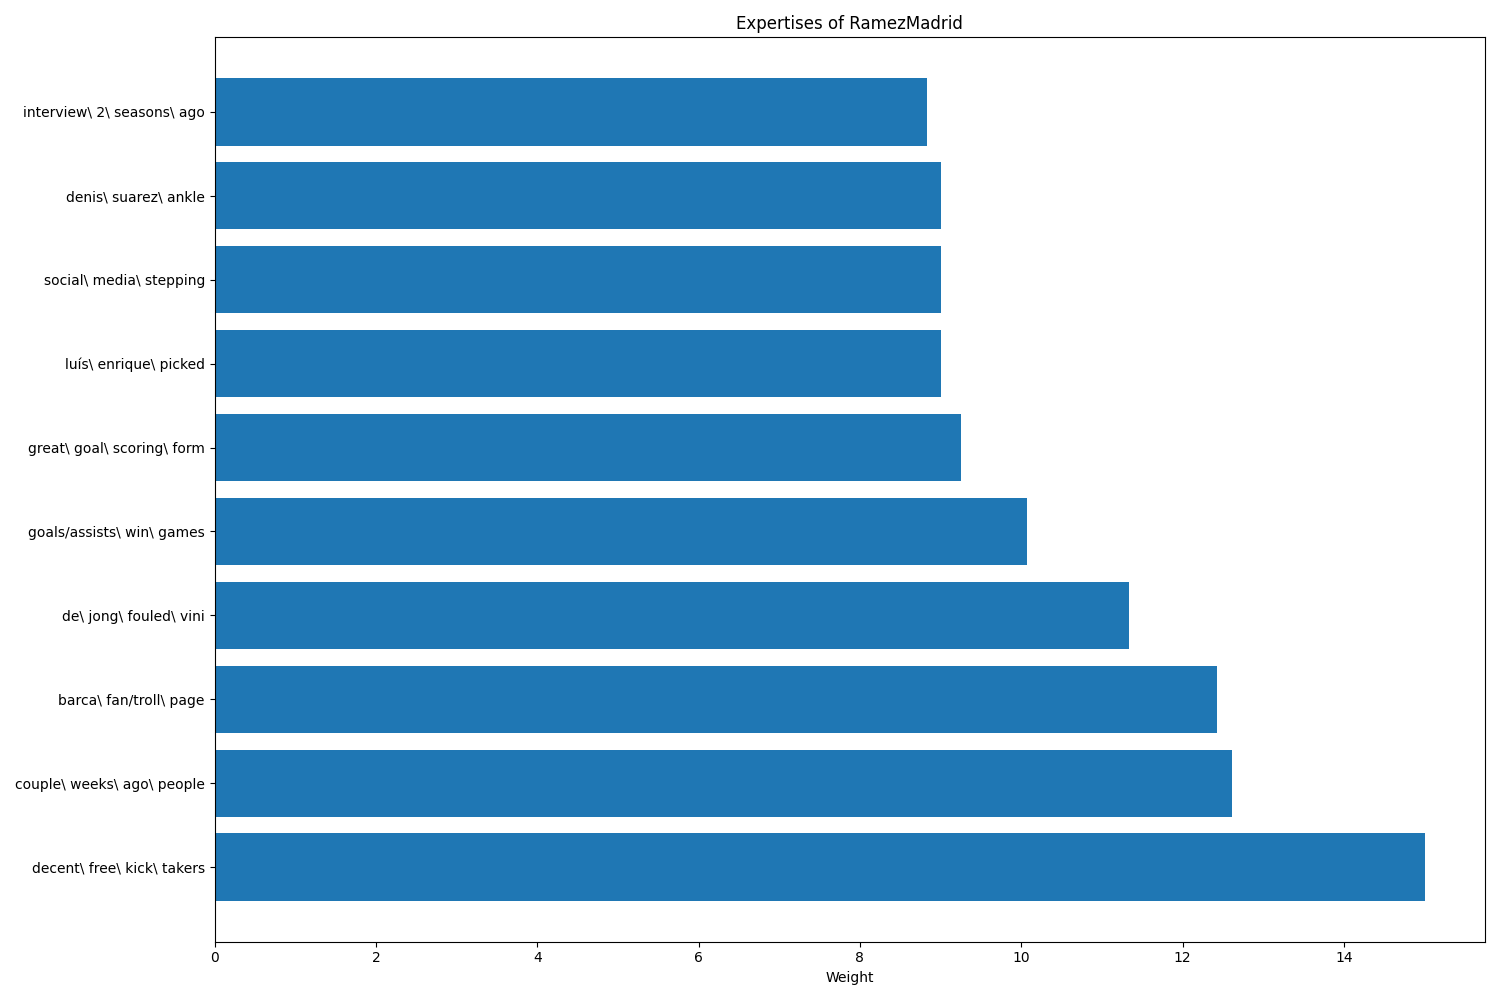 Expertises of RamezMadrid
interview\ 2\ seasons\ ago
denis\ suarez\ ankle
social\ media\ stepping
luís\ enrique\ picked
great\ goal\ scoring\ form
goals/assists\ win\ games
de\ jong\ fouled\ vini
barca\ fan/troll\ page
couple\ weeks\ ago\ people
decent\ free\ kick\ takers
0 2 4 6 8 10 12 14
Weight